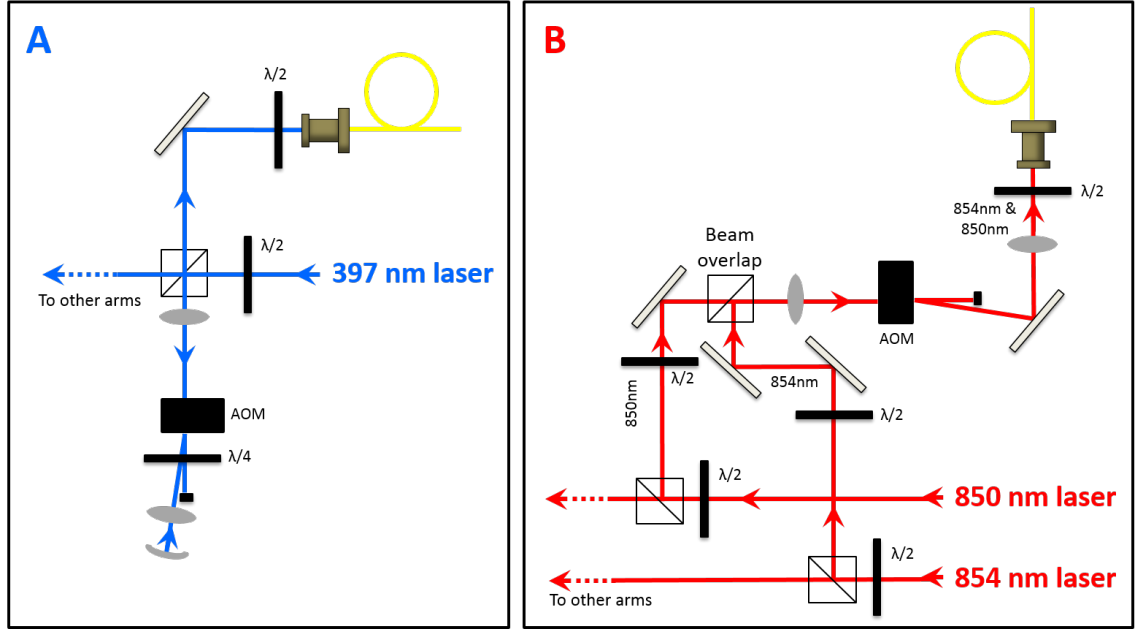 A
λ/2
λ/2
397 nm laser
To other arms
AOM
λ/4
B
λ/2
854nm &
850nm
Beam
overlap
AOM
λ/2
854nm
850nm
λ/2
λ/2
850 nm laser
λ/2
854 nm laser
To other arms